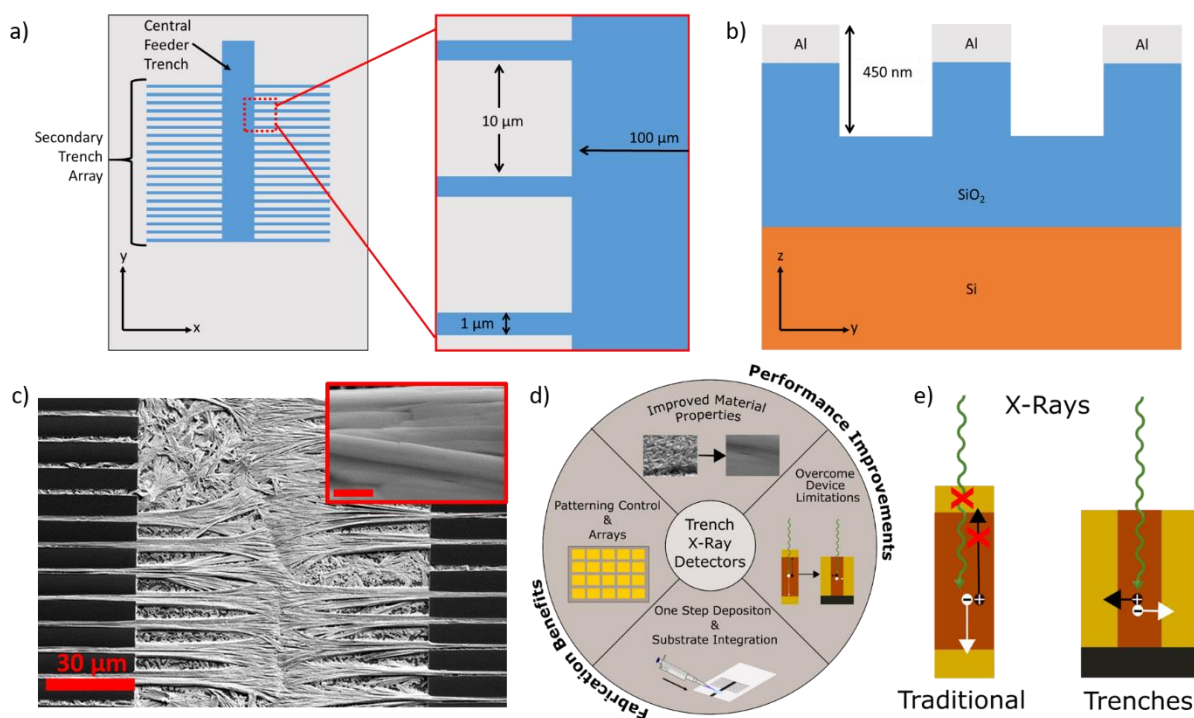 a)
Central
Feeder
Trench
Secondary
Trench
Array
y
x
10 µm
100 µm
1 µm
b)
Al
Al
Al
450 nm
SiO2
Si
z
y
c)
30 µm
d)
Performance Improvements
Improved Material
Properties
Overcome
Device
Limitations
Patterning Control
&
Arrays
Trench
X-Ray
Detectors
One Step Depositon
&
Substrate Integration
Fabrication Benefits
e)
X-Rays
Traditional
Trenches